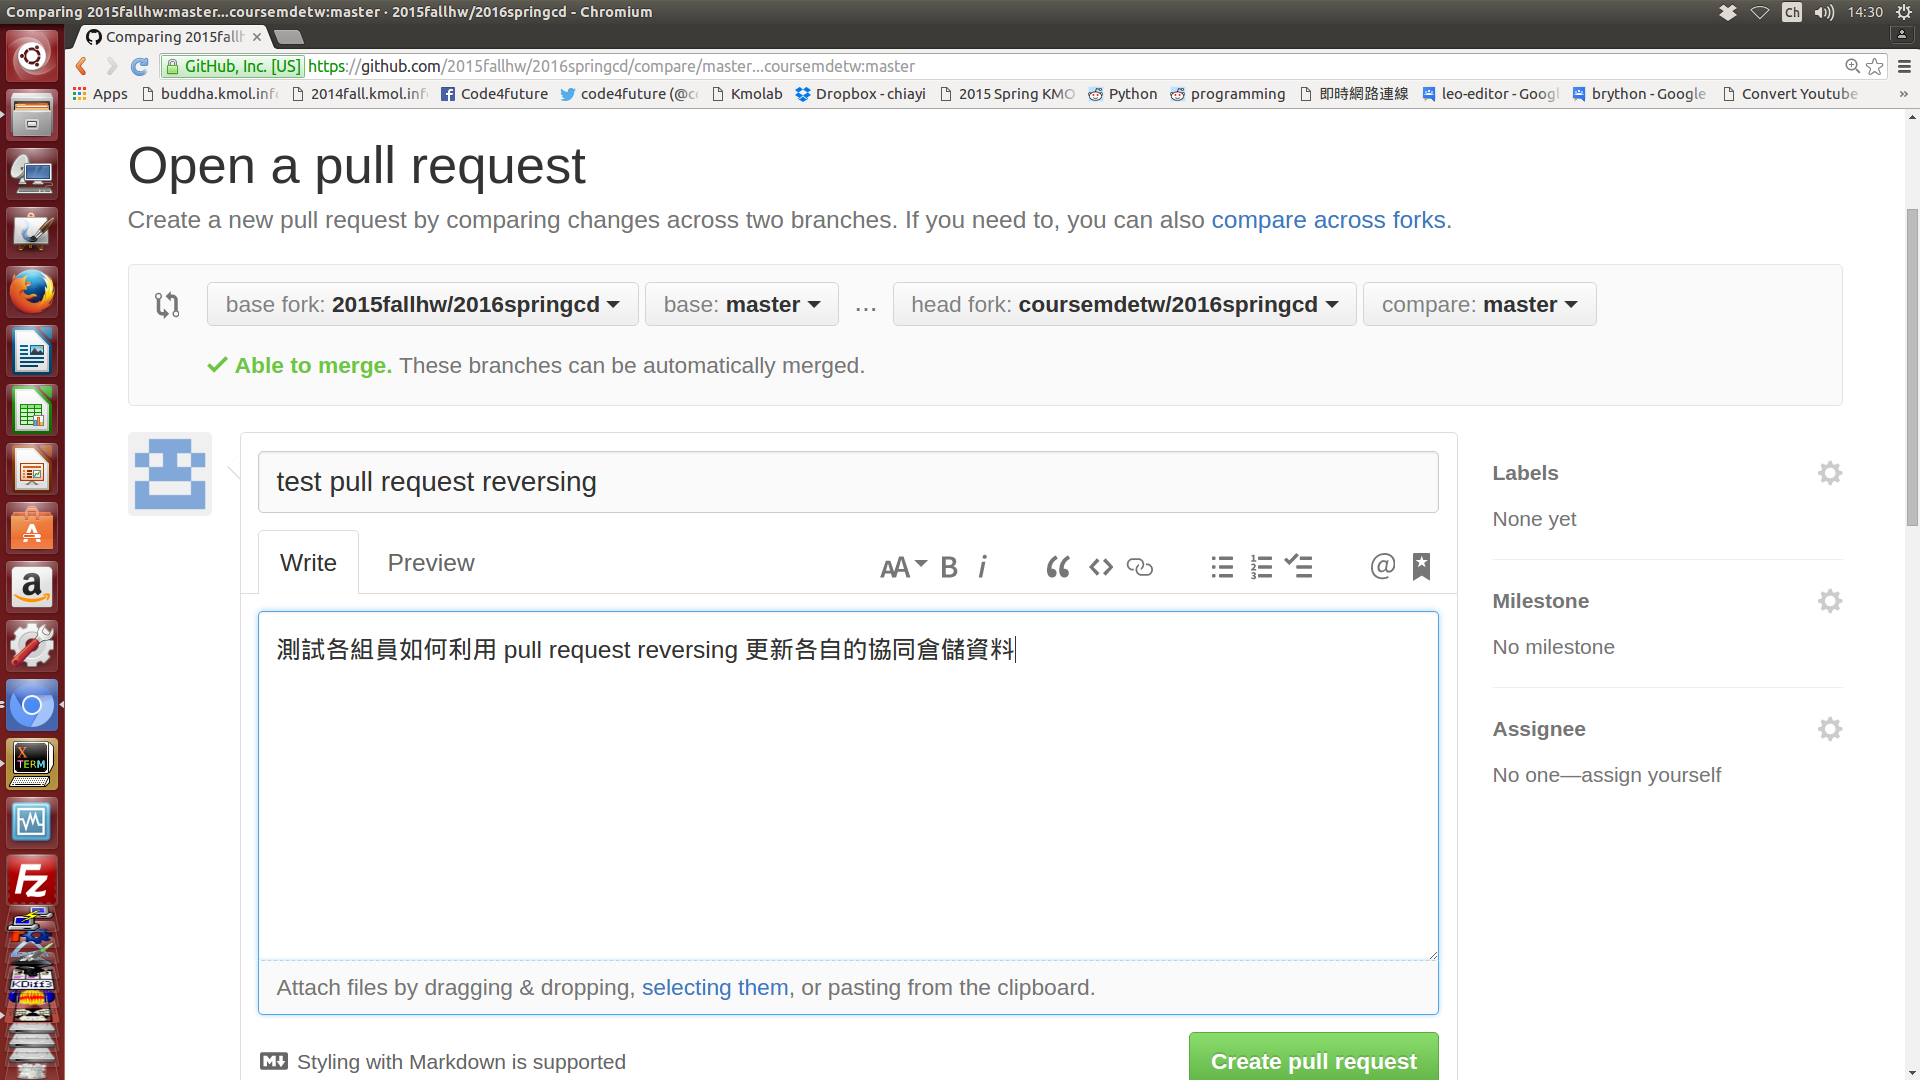 Comparing 2015fallhw:master...coursemdetw:master · 2015fallhw/2016springcd - Chromium
Ch
14:30
Comparing 2015fallh
GitHub, Inc. [US] https://github.com/2015fallhw/2016springcd/compare/master...coursemdetw:master
Apps
buddha.kmol.info
2014fall.kmol.info
Code4future
code4future (@co
Kmolab
Dropbox - chiayi
2015 Spring KMO
Python
programming
即時網路連線
leo-editor - Googl
brython - Google
Convert Youtube
»
Open a pull request
Create a new pull request by comparing changes across two branches. If you need to, you can also compare across forks.
base fork: 2015fallhw/2016springcd
base: master
...
head fork: coursemdetw/2016springcd
compare: master
Able to merge. These branches can be automatically merged.
test pull request reversing
Write
Preview
AA B i
@
測試各組員如何利用 pull request reversing 更新各自的協同倉儲資料
Attach files by dragging & dropping, selecting them, or pasting from the clipboard.
Styling with Markdown is supported
Create pull request
Labels
None yet
Milestone
No milestone
Assignee
No one—assign yourself
X
TERM
Fz
KDiff3